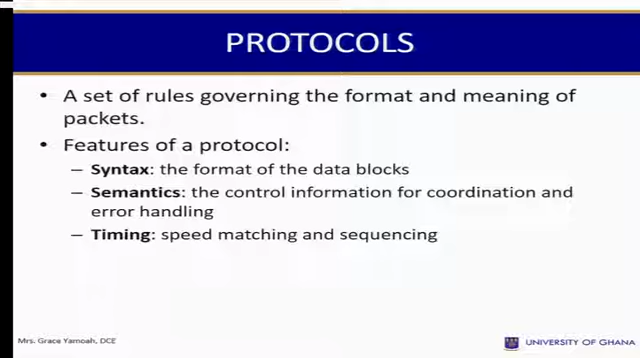 PROTOCOLS
• A set of rules governing the format and meaning of
packets.
• Features of a protocol:
– Syntax: the format of the data blocks
– Semantics: the control information for coordination and
error handling
– Timing: speed matching and sequencing
Mrs. Grace Yamoah, DCE
UNIVERSITY OF GHANA